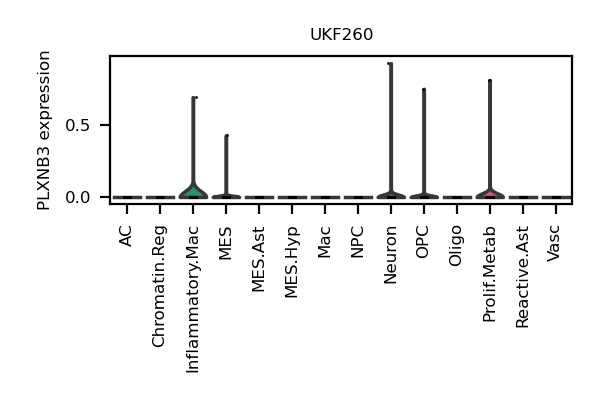 UKF260
PLXNB3 expression
0.5
0.0
AC
Chromatin.Reg
Inflammatory.Mac
MES
MES.Ast
MES.Hyp
Mac
NPC
Neuron
OPC
Oligo
Prolif.Metab
Reactive.Ast
Vasc